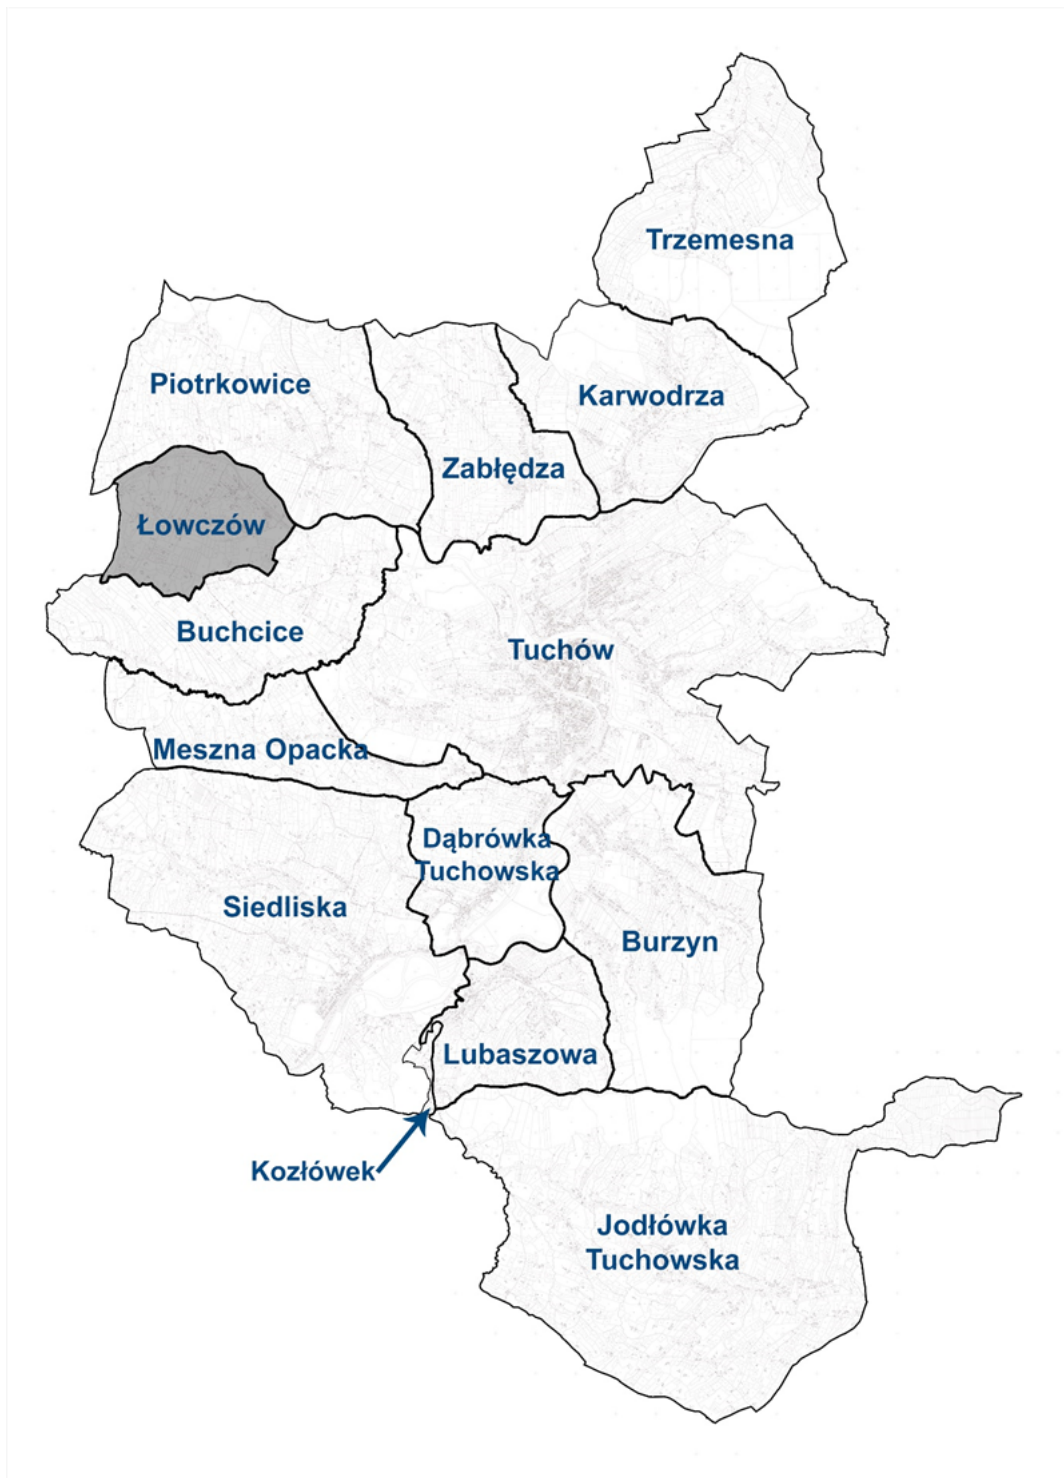 Trzemesna
Piotrkowice
Karwodrza
Zabłędza
Łowczów
Buchcice
Tuchów
Meszna Opacka
Dąbrówka
Tuchowska
Siedliska
Burzyn
Lubaszowa
Kozłówek
Jodłówka
Tuchowska